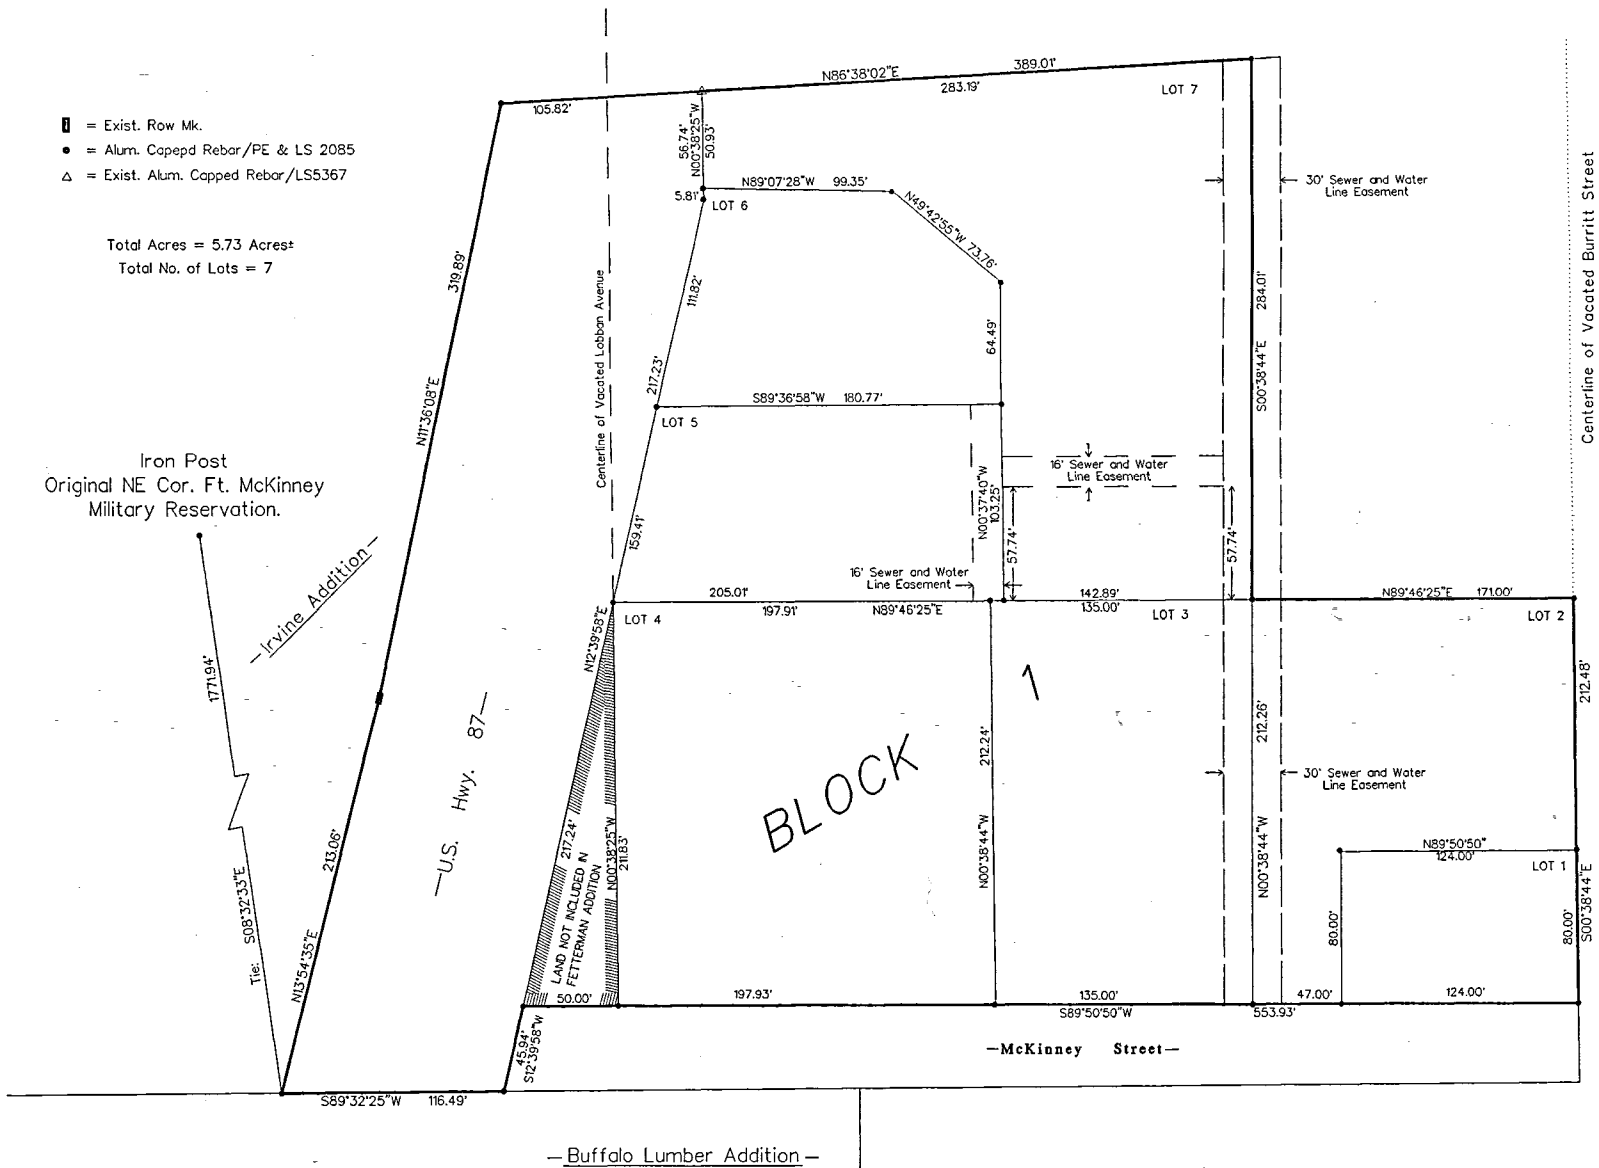 N86°38'02"E
389.01'
105.82'
283.19'
LOT 7
= Exist. Row Mk.
= Alum. Capepd Rebar/PE & LS 2085
= Exist. Alum. Capped Rebar/LS5367
Total Acres = 5.73 Acres±
Total No. of Lots = 7
56.74'
N00°38'25"W
50.93'
5.81'
LOT 6
N89°07'28"W 99.35'
N49°42'55"W 73.76'
30' Sewer and Water
Line Easement
Centerline of Vacated Burritt Street
319.89'
N11°36'08"E
Centerline of Vacated Lobban Avenue
111.82'
217.23'
64.49'
284.01'
S00°38'44"E
S89°36'58"W 180.77'
LOT 5
Iron Post
Original NE Cor. Ft. McKinney
Military Reservation.
16' Sewer and Water
Line Easement
N00°37'40"W
103.25'
57.74'
57.74'
159.41'
16' Sewer and Water
Line Easement
—Irvine Addition—
205.01'
197.91'
N89°46'25"E
142.89'
135.00'
N89°46'25"E 171.00'
LOT 4
LOT 3
LOT 2
N12°39'58"E
1771.94'
1
BLOCK
212.24'
212.26'
212.48'
—U.S. Hwy. 87—
30' Sewer and Water
Line Easement
213.06'
217.24'
N00°38'25"W
211.83'
LAND NOT INCLUDED IN
FETTERMAN ADDITION
N00°38'44"W
N00°38'44"W
N89°50'50"
124.00'
LOT 1
80.00'
80.00'
S00°38'44"E
Tie: S08°32'33"E
N13°54'35"E
50.00'
197.93'
135.00'
47.00'
124.00'
S89°50'50"W
553.93'
45.94'
S12°39'58"W
—McKinney Street—
S89°32'25"W 116.49'
—Buffalo Lumber Addition—